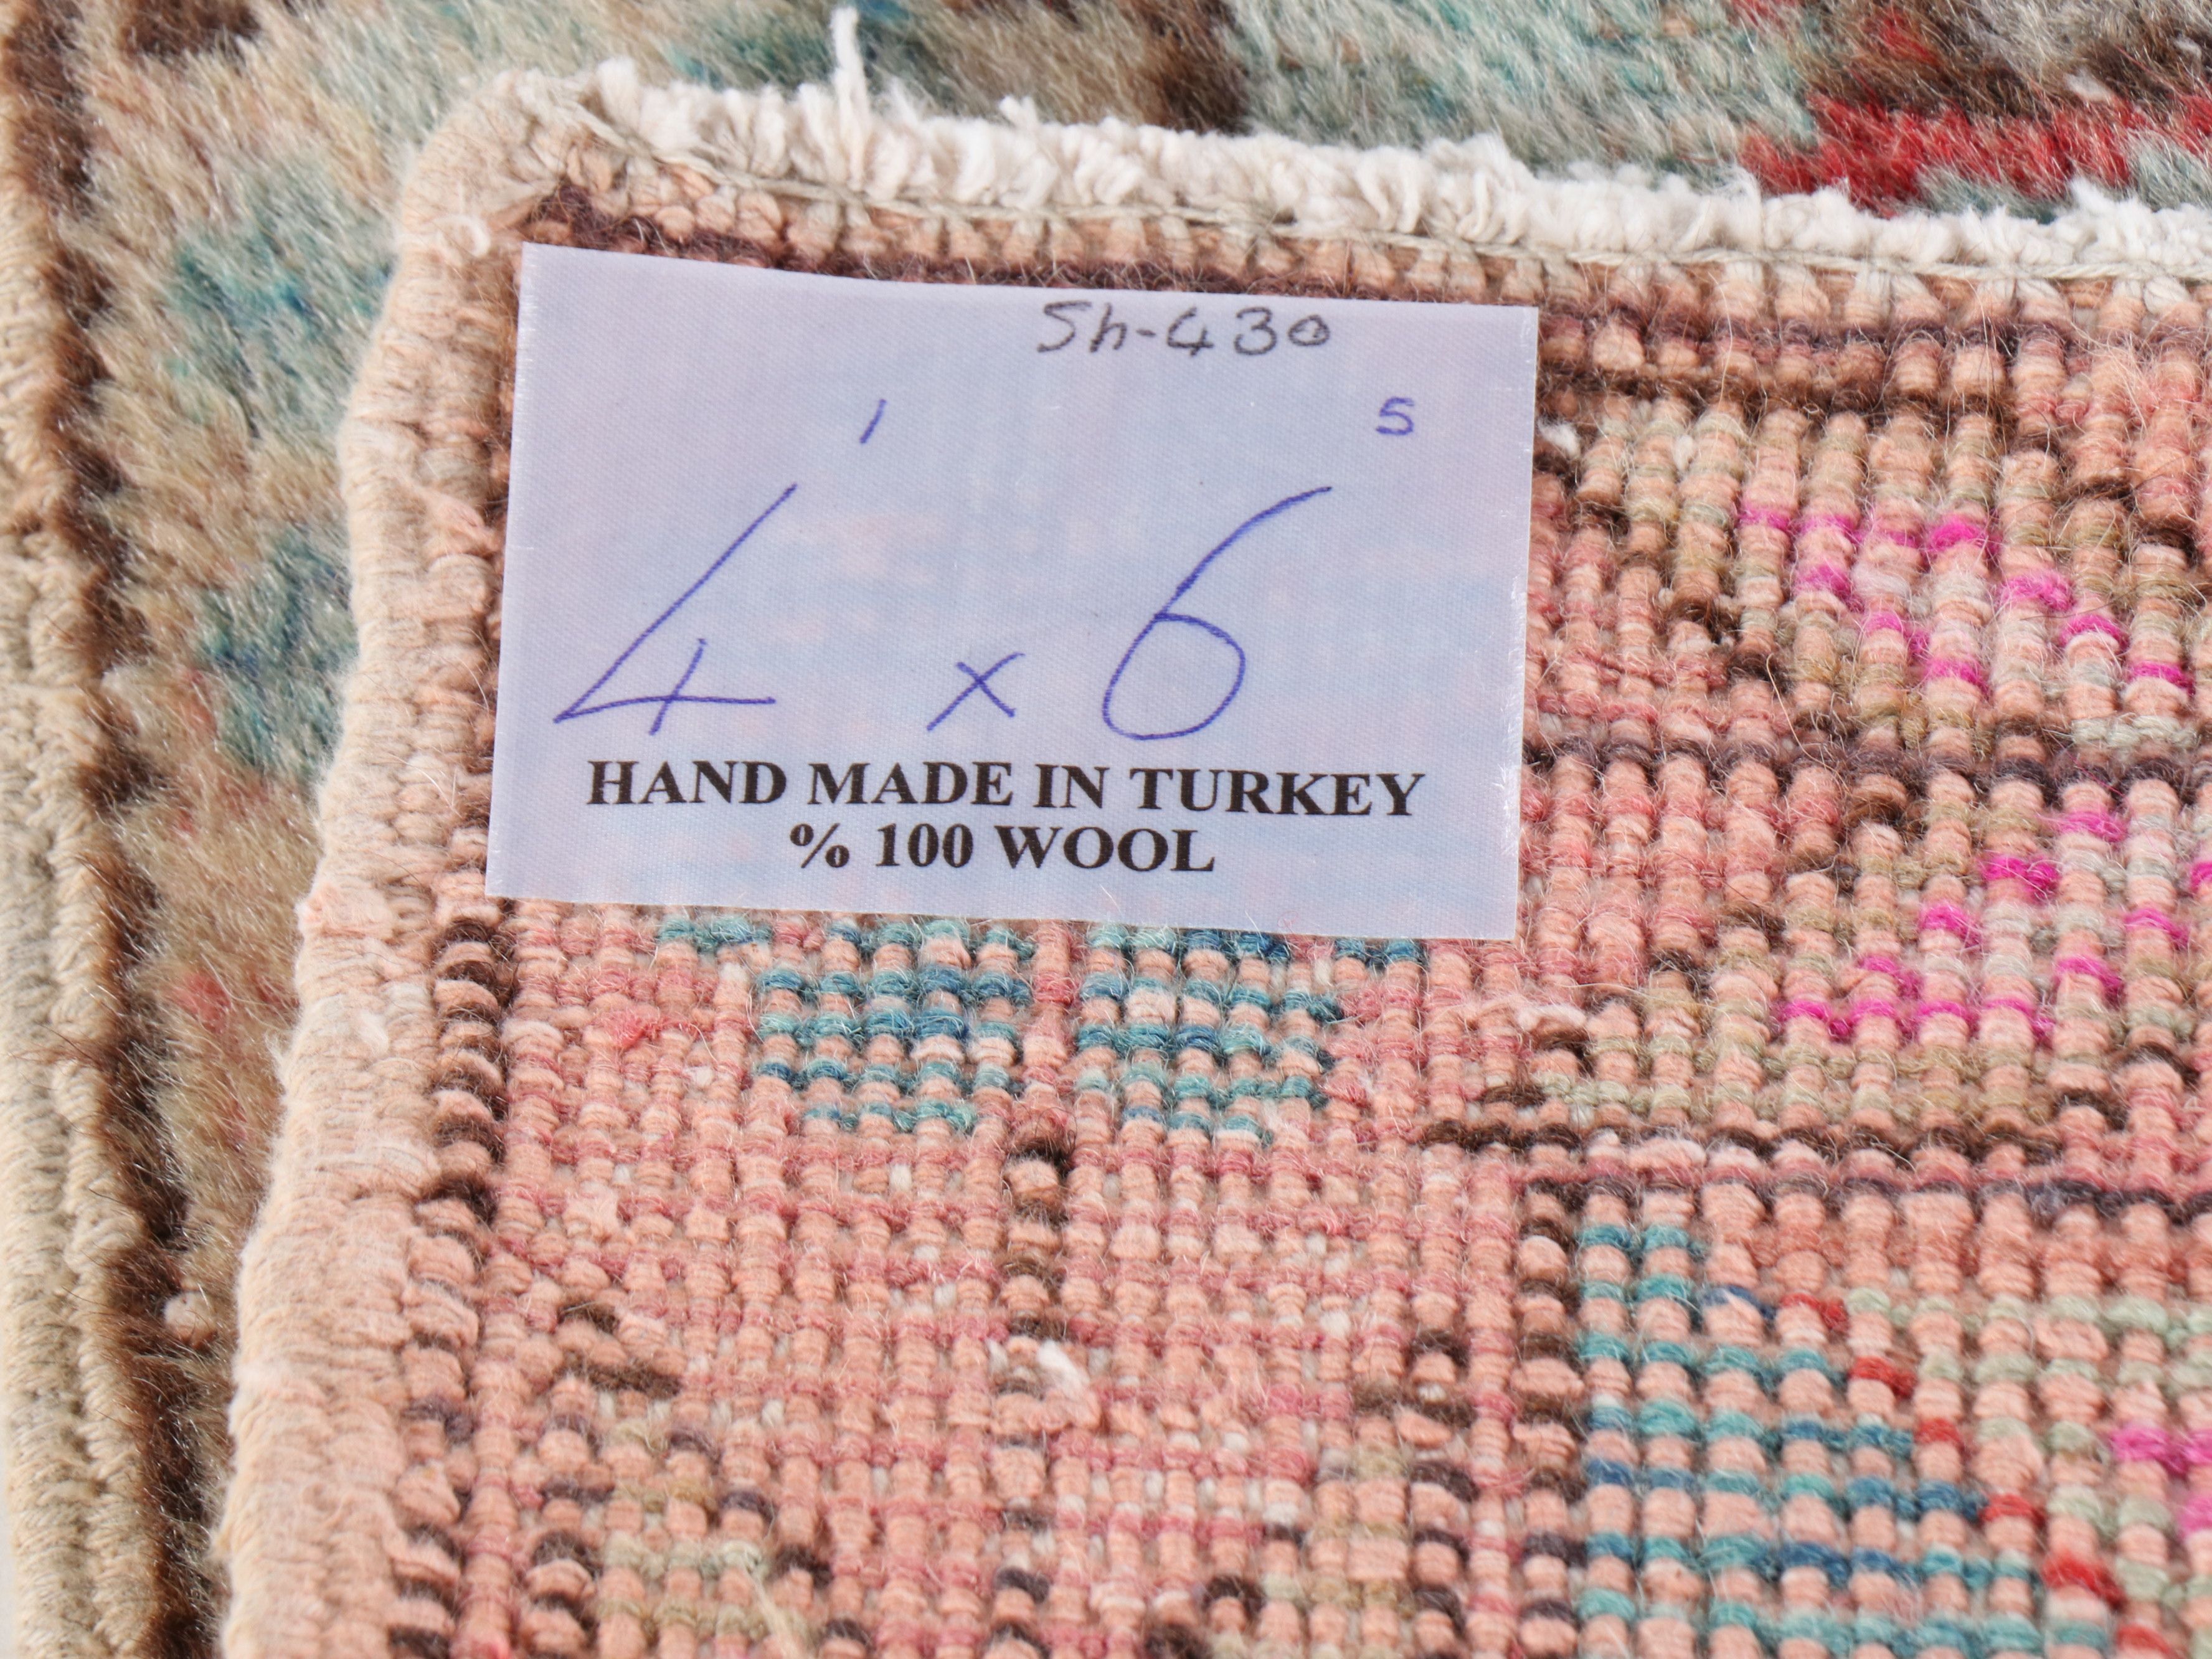 Sh-430
1 5
4 x 6
HAND MADE IN TURKEY
% 100 WOOL